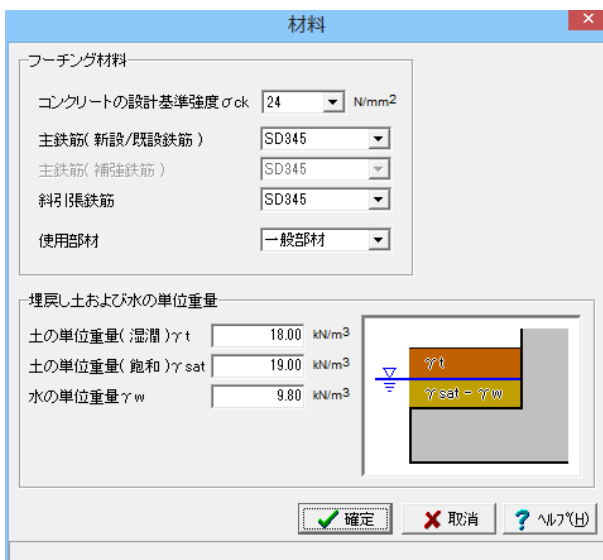 材料
フーチング材料
コンクリートの設計基準強度σck 24 N/mm2
主鉄筋( 新設/既設鉄筋 ) SD345
主鉄筋( 補強鉄筋 ) SD345
斜引張鉄筋 SD345
使用部材 一般部材
埋戻し土および水の単位重量
土の単位重量( 湿潤 )γt 18.00 kN/m3
土の単位重量( 飽和 )γsat 19.00 kN/m3
水の単位重量γw 9.80 kN/m3
γt
γsat - γw
確定 取消 ヘルプ(H)